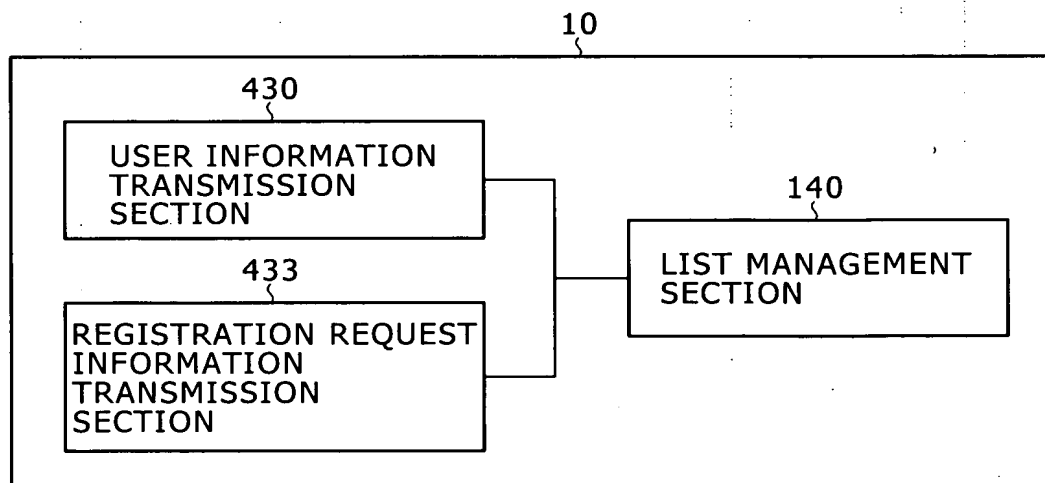 10
430
USER INFORMATION
TRANSMISSION
SECTION
140
LIST MANAGEMENT
SECTION
433
REGISTRATION REQUEST
INFORMATION
TRANSMISSION
SECTION